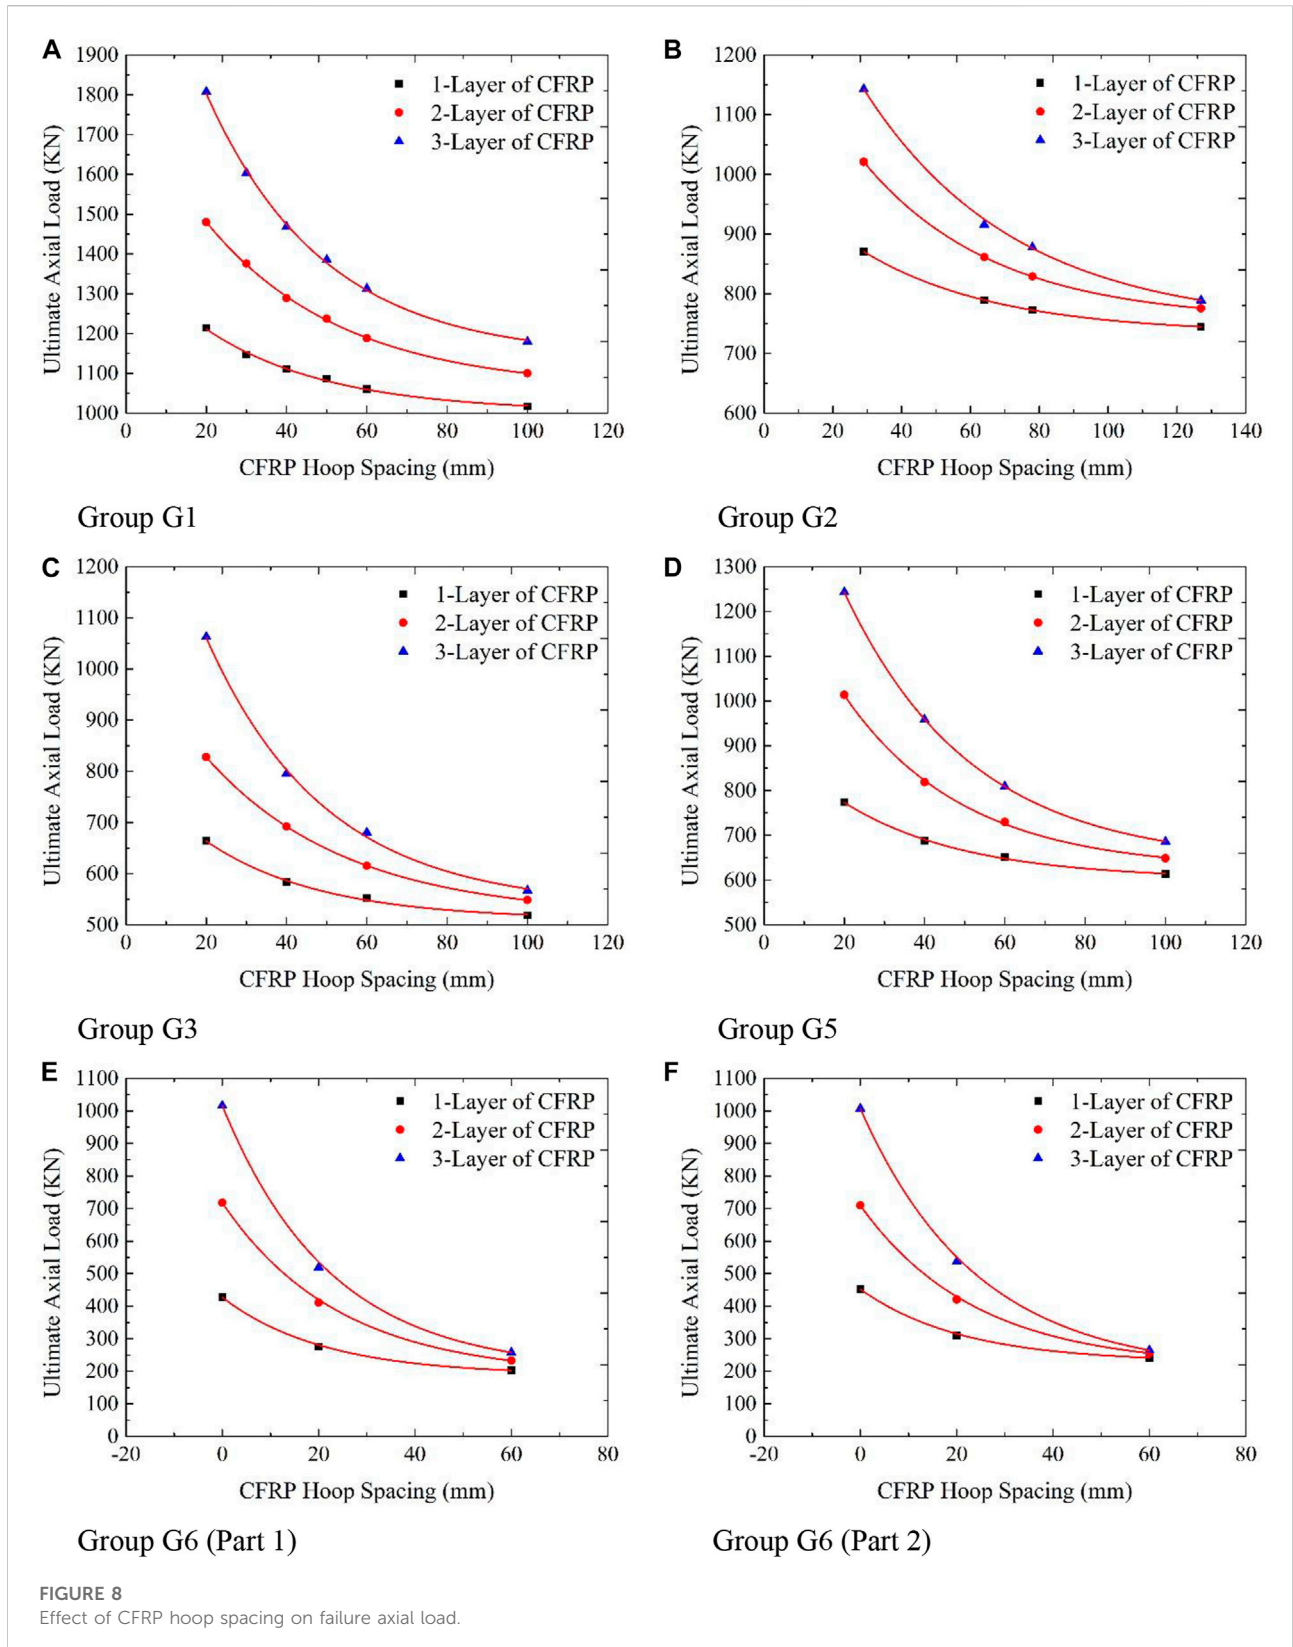 A
1900
1800
1700
1600
1500
1400
1300
1200
1100
1000
0 20 40 60 80 100 120
Ultimate Axial Load (KN)
CFRP Hoop Spacing (mm)
1-Layer of CFRP
2-Layer of CFRP
3-Layer of CFRP
Group G1
B
1200
1100
1000
900
800
700
600
0 20 40 60 80 100 120 140
Ultimate Axial Load (KN)
CFRP Hoop Spacing (mm)
1-Layer of CFRP
2-Layer of CFRP
3-Layer of CFRP
Group G2
C
1200
1100
1000
900
800
700
600
500
0 20 40 60 80 100 120
Ultimate Axial Load (KN)
CFRP Hoop Spacing (mm)
1-Layer of CFRP
2-Layer of CFRP
3-Layer of CFRP
Group G3
D
1300
1200
1100
1000
900
800
700
600
500
0 20 40 60 80 100 120
Ultimate Axial Load (KN)
CFRP Hoop Spacing (mm)
1-Layer of CFRP
2-Layer of CFRP
3-Layer of CFRP
Group G5
E
1100
1000
900
800
700
600
500
400
300
200
100
0
-20 0 20 40 60 80
Ultimate Axial Load (KN)
CFRP Hoop Spacing (mm)
1-Layer of CFRP
2-Layer of CFRP
3-Layer of CFRP
Group G6 (Part 1)
F
1100
1000
900
800
700
600
500
400
300
200
100
0
-20 0 20 40 60 80
Ultimate Axial Load (KN)
CFRP Hoop Spacing (mm)
1-Layer of CFRP
2-Layer of CFRP
3-Layer of CFRP
Group G6 (Part 2)
FIGURE 8
Effect of CFRP hoop spacing on failure axial load.